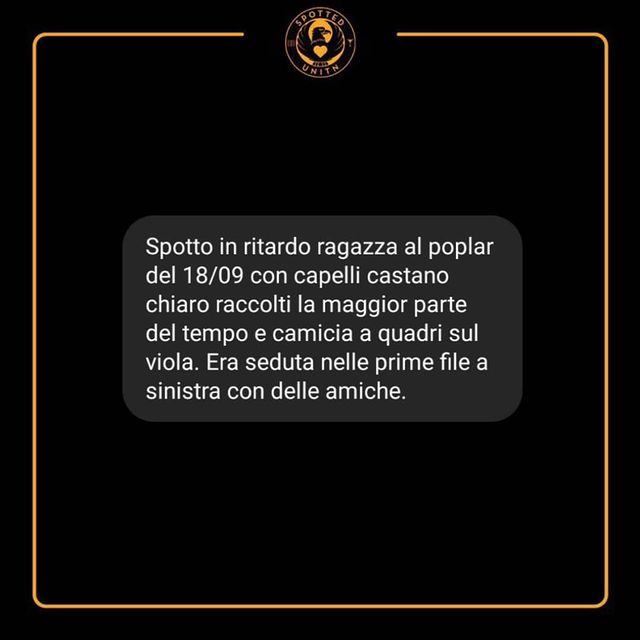 SPOTTED
UNITN
Spotto in ritardo ragazza al poplar
del 18/09 con capelli castano
chiaro raccolti la maggior parte
del tempo e camicia a quadri sul
viola. Era seduta nelle prime file a
sinistra con delle amiche.